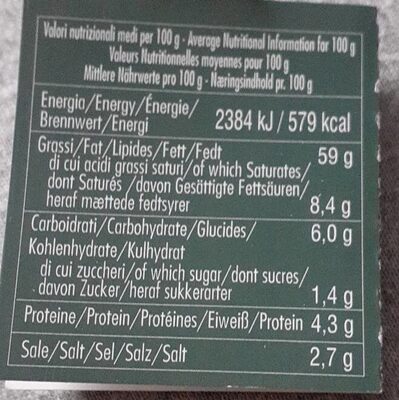 Valori nutrizionali medi per 100 g - Average Nutritional Information for 100 g
Valeurs Nutritionnelles moyennes pour 100 g
Mittlere Nährwerte pro 100 g - Næringsindhold pr. 100 g
Energia/Energy/Énergie/
Brennwert/Energi 2384 kJ / 579 kcal
Grassi/Fat/Lipides/Fett/Fedt 59 g
di cui acidi grassi saturi/of which Saturates/
dont Saturés /davon Gesättigte Fettsäuren/
heraf mættede fedtsyrer 8,4 g
Carboidrati/Carbohydrate/Glucides/ 6,0 g
Kohlenhydrate/Kulhydrat
di cui zuccheri/of which sugar/dont sucres/
davon Zucker/heraf sukkerarter 1,4 g
Proteine/Protein/Protéines/Eiweiß/Protein 4,3 g
Sale/Salt/Sel/Salz/Salt 2,7 g